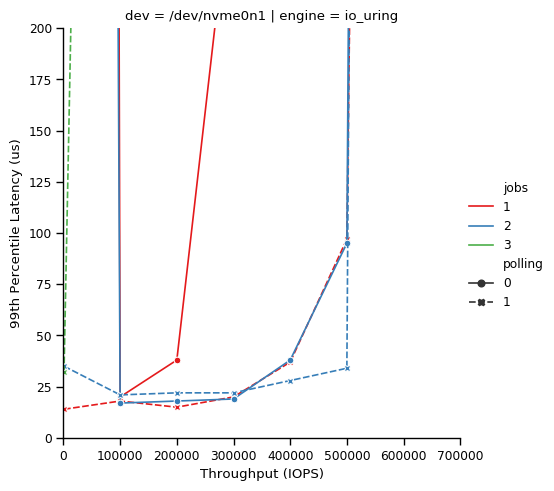 dev = /dev/nvme0n1 | engine = io_uring
200
175
150
125
100
75
50
25
0
99th Percentile Latency (us)
0 100000 200000 300000 400000 500000 600000 700000
Throughput (IOPS)
jobs
1
2
3
polling
0
1